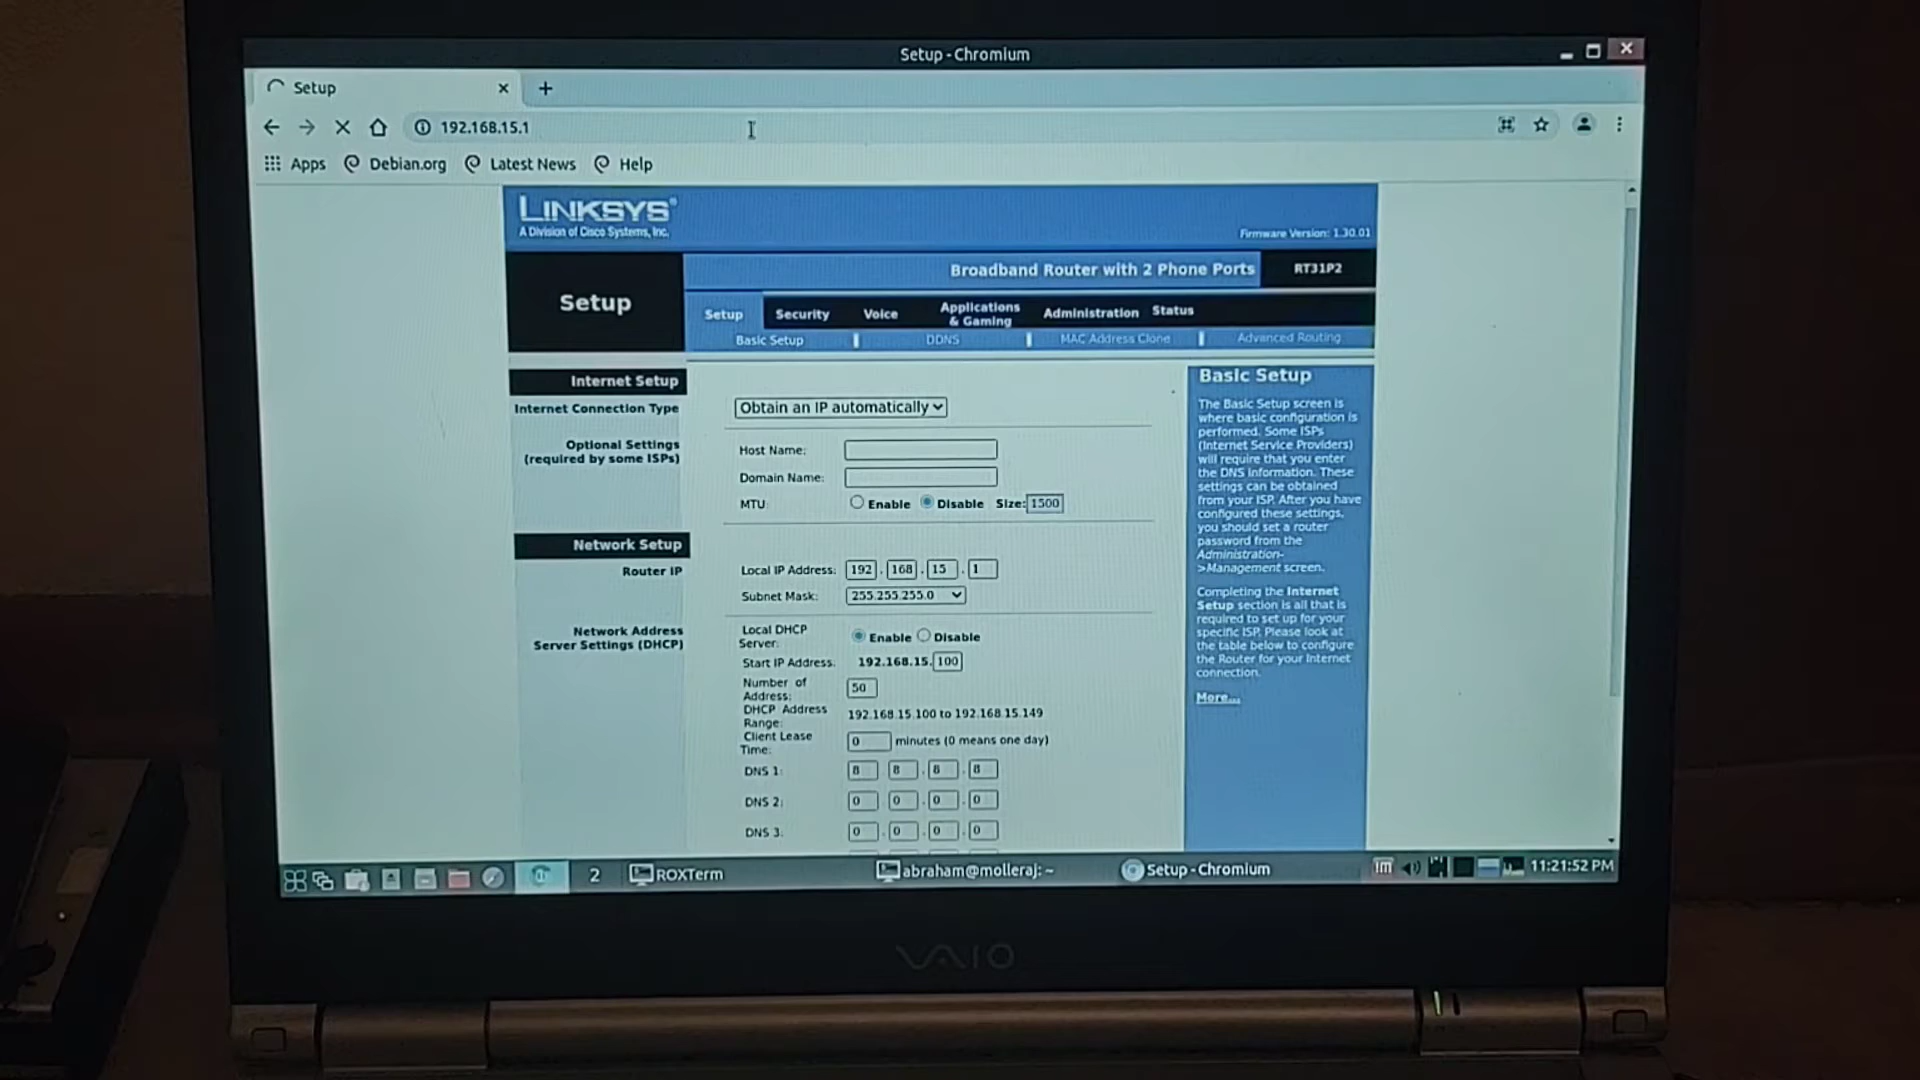 Setup - Chromium
Setup
192.168.15.1
Apps Debian.org Latest News Help
LINKSYS®
A Division of Cisco Systems, Inc.
Firmware Version: 1.30.01
Broadband Router with 2 Phone Ports RT31P2
Setup
Setup Security Voice Applications & Gaming Administration Status
Basic Setup DDNS MAC Address Clone Advanced Routing
Internet Setup
Internet Connection Type Obtain an IP automatically
Optional Settings
(required by some ISPs)
Host Name:
Domain Name:
MTU: Enable Disable Size: 1500
Network Setup
Router IP
Local IP Address: 192 . 168 . 15 . 1
Subnet Mask: 255.255.255.0
Network Address
Server Settings (DHCP)
Local DHCP
Server: Enable Disable
Start IP Address: 192.168.15. 100
Number of
Address: 50
DHCP Address
Range: 192.168.15.100 to 192.168.15.149
Client Lease
Time: 0 minutes (0 means one day)
DNS 1: 8 . 8 . 8 . 8
DNS 2: 0 . 0 . 0 . 0
DNS 3: 0 . 0 . 0 . 0
Basic Setup
The Basic Setup screen is
where basic configuration is
performed. Some ISPs
(Internet Service Providers)
will require that you enter
the DNS information. These
settings can be obtained
from your ISP. After you have
configured these settings,
you should set a router
password from the
Administration-
>Management screen.
Completing the Internet
Setup section is all that is
required to set up for your
specific ISP. Please look at
the table below to configure
the Router for your Internet
connection.
More...
2 ROXTerm abraham@molleraj: ~ Setup - Chromium 11:21:52 PM
VAIO